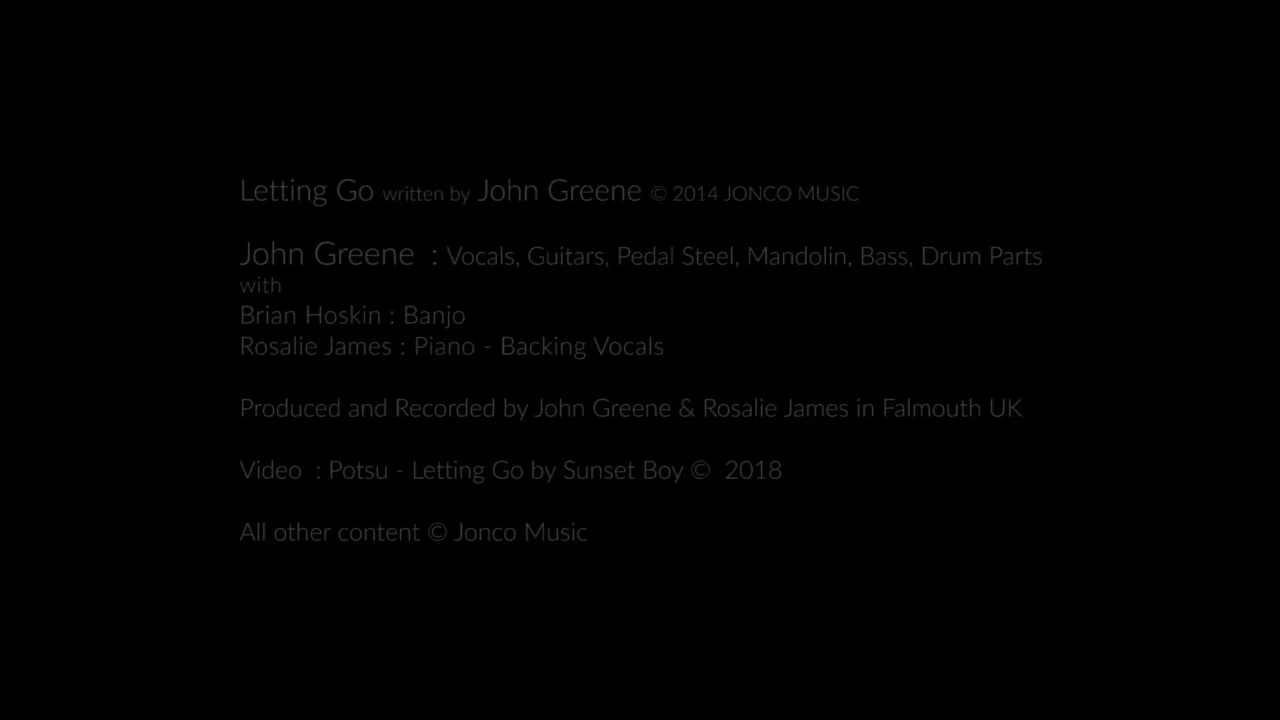 Letting Go written by John Greene © 2014 JONCO MUSIC
John Greene : Vocals, Guitars, Pedal Steel, Mandolin, Bass, Drum Parts
with
Brian Hoskin : Banjo
Rosalie James : Piano - Backing Vocals
Produced and Recorded by John Greene & Rosalie James in Falmouth UK
Video : Potsu - Letting Go by Sunset Boy © 2018
All other content © Jonco Music